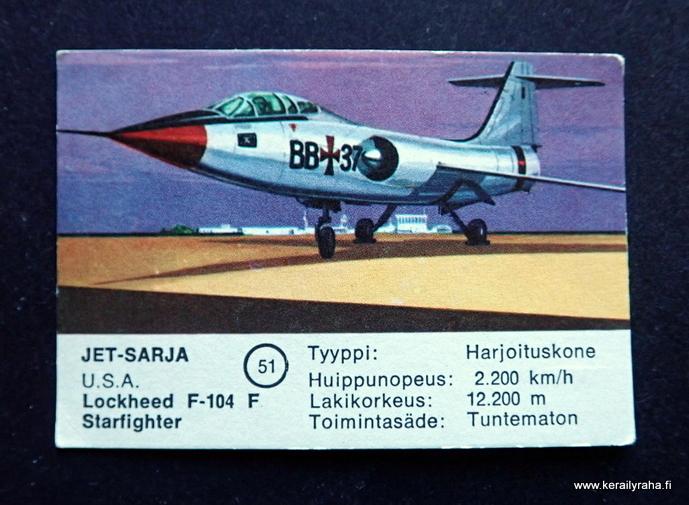 BB 37
JET-SARJA
U.S.A.
Lockheed F-104 F
Starfighter
51
Tyyppi: Harjoituskone
Huippunopeus: 2.200 km/h
Lakikorkeus: 12.200 m
Toimintasäde: Tuntematon
www.kerailyraha.fi